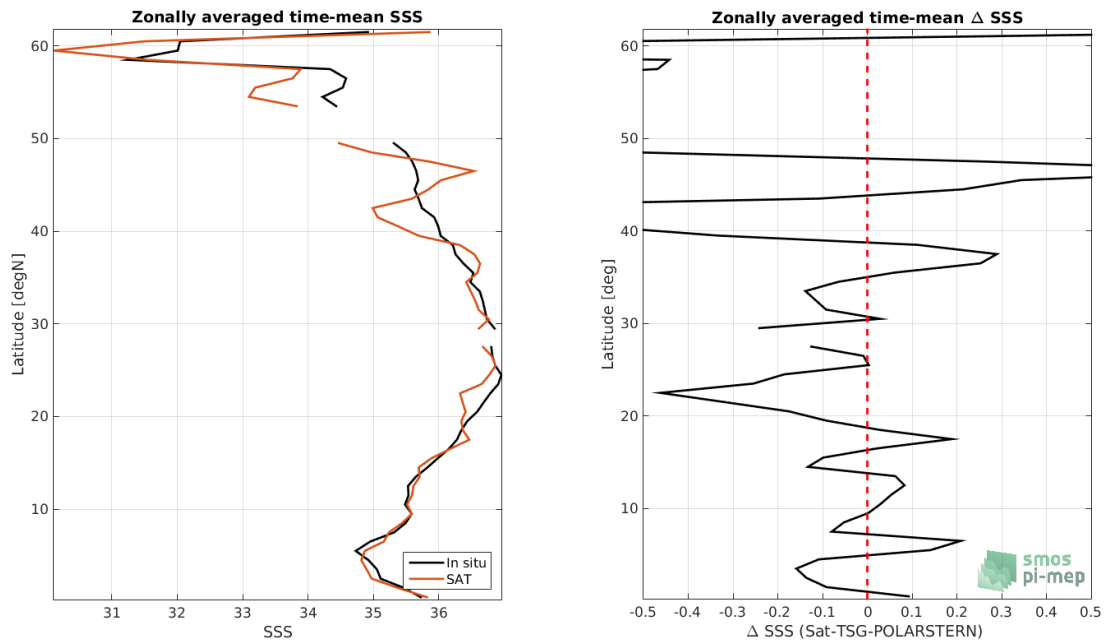 Zonally averaged time-mean SSS
60
50
40
30
20
10
Latitude [degN]
31
32
33
34
35
36
SSS
In situ
SAT
Zonally averaged time-mean Δ SSS
60
50
40
30
20
10
Latitude [deg]
-0.5
-0.4
-0.3
-0.2
-0.1
0
0.1
0.2
0.3
0.4
0.5
Δ SSS (Sat-TSG-POLARSTERN)
smos
pi-mep